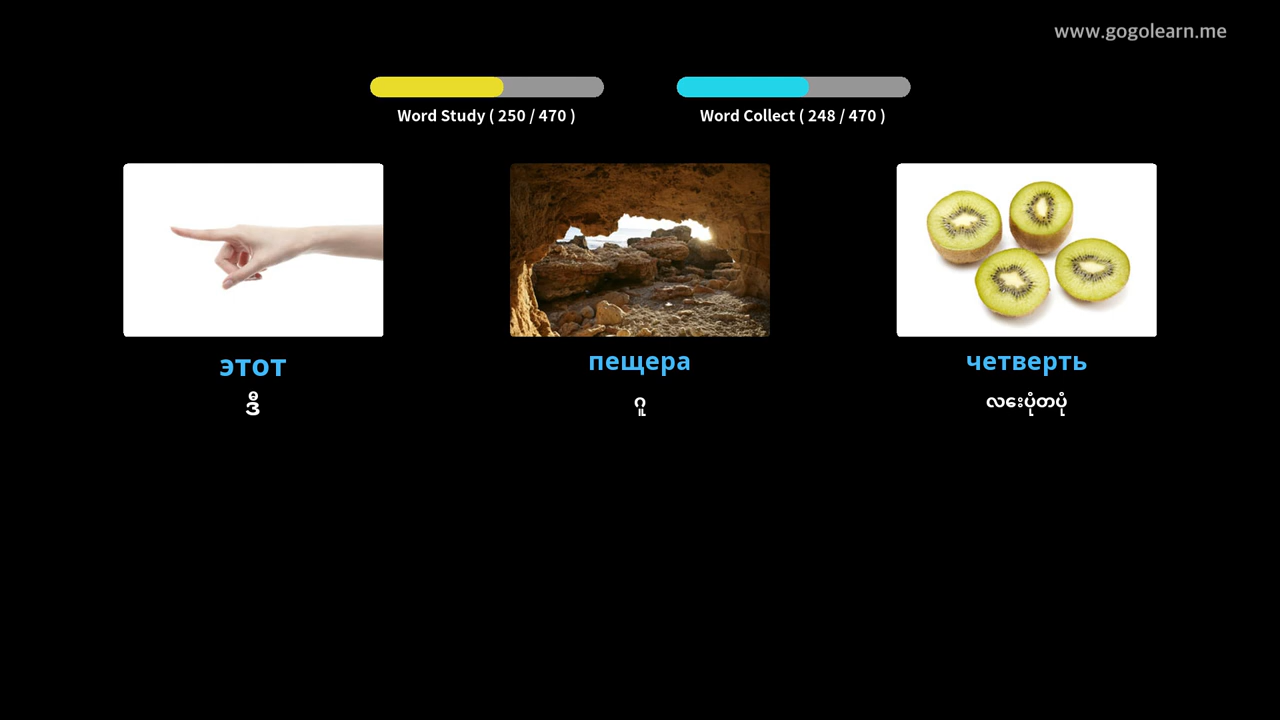 www.gogolearn.me
Word Study ( 250 / 470 )
Word Collect ( 248 / 470 )
этот
ဒီ
пещера
ဂူ
четверть
လေးပုံတပုံ